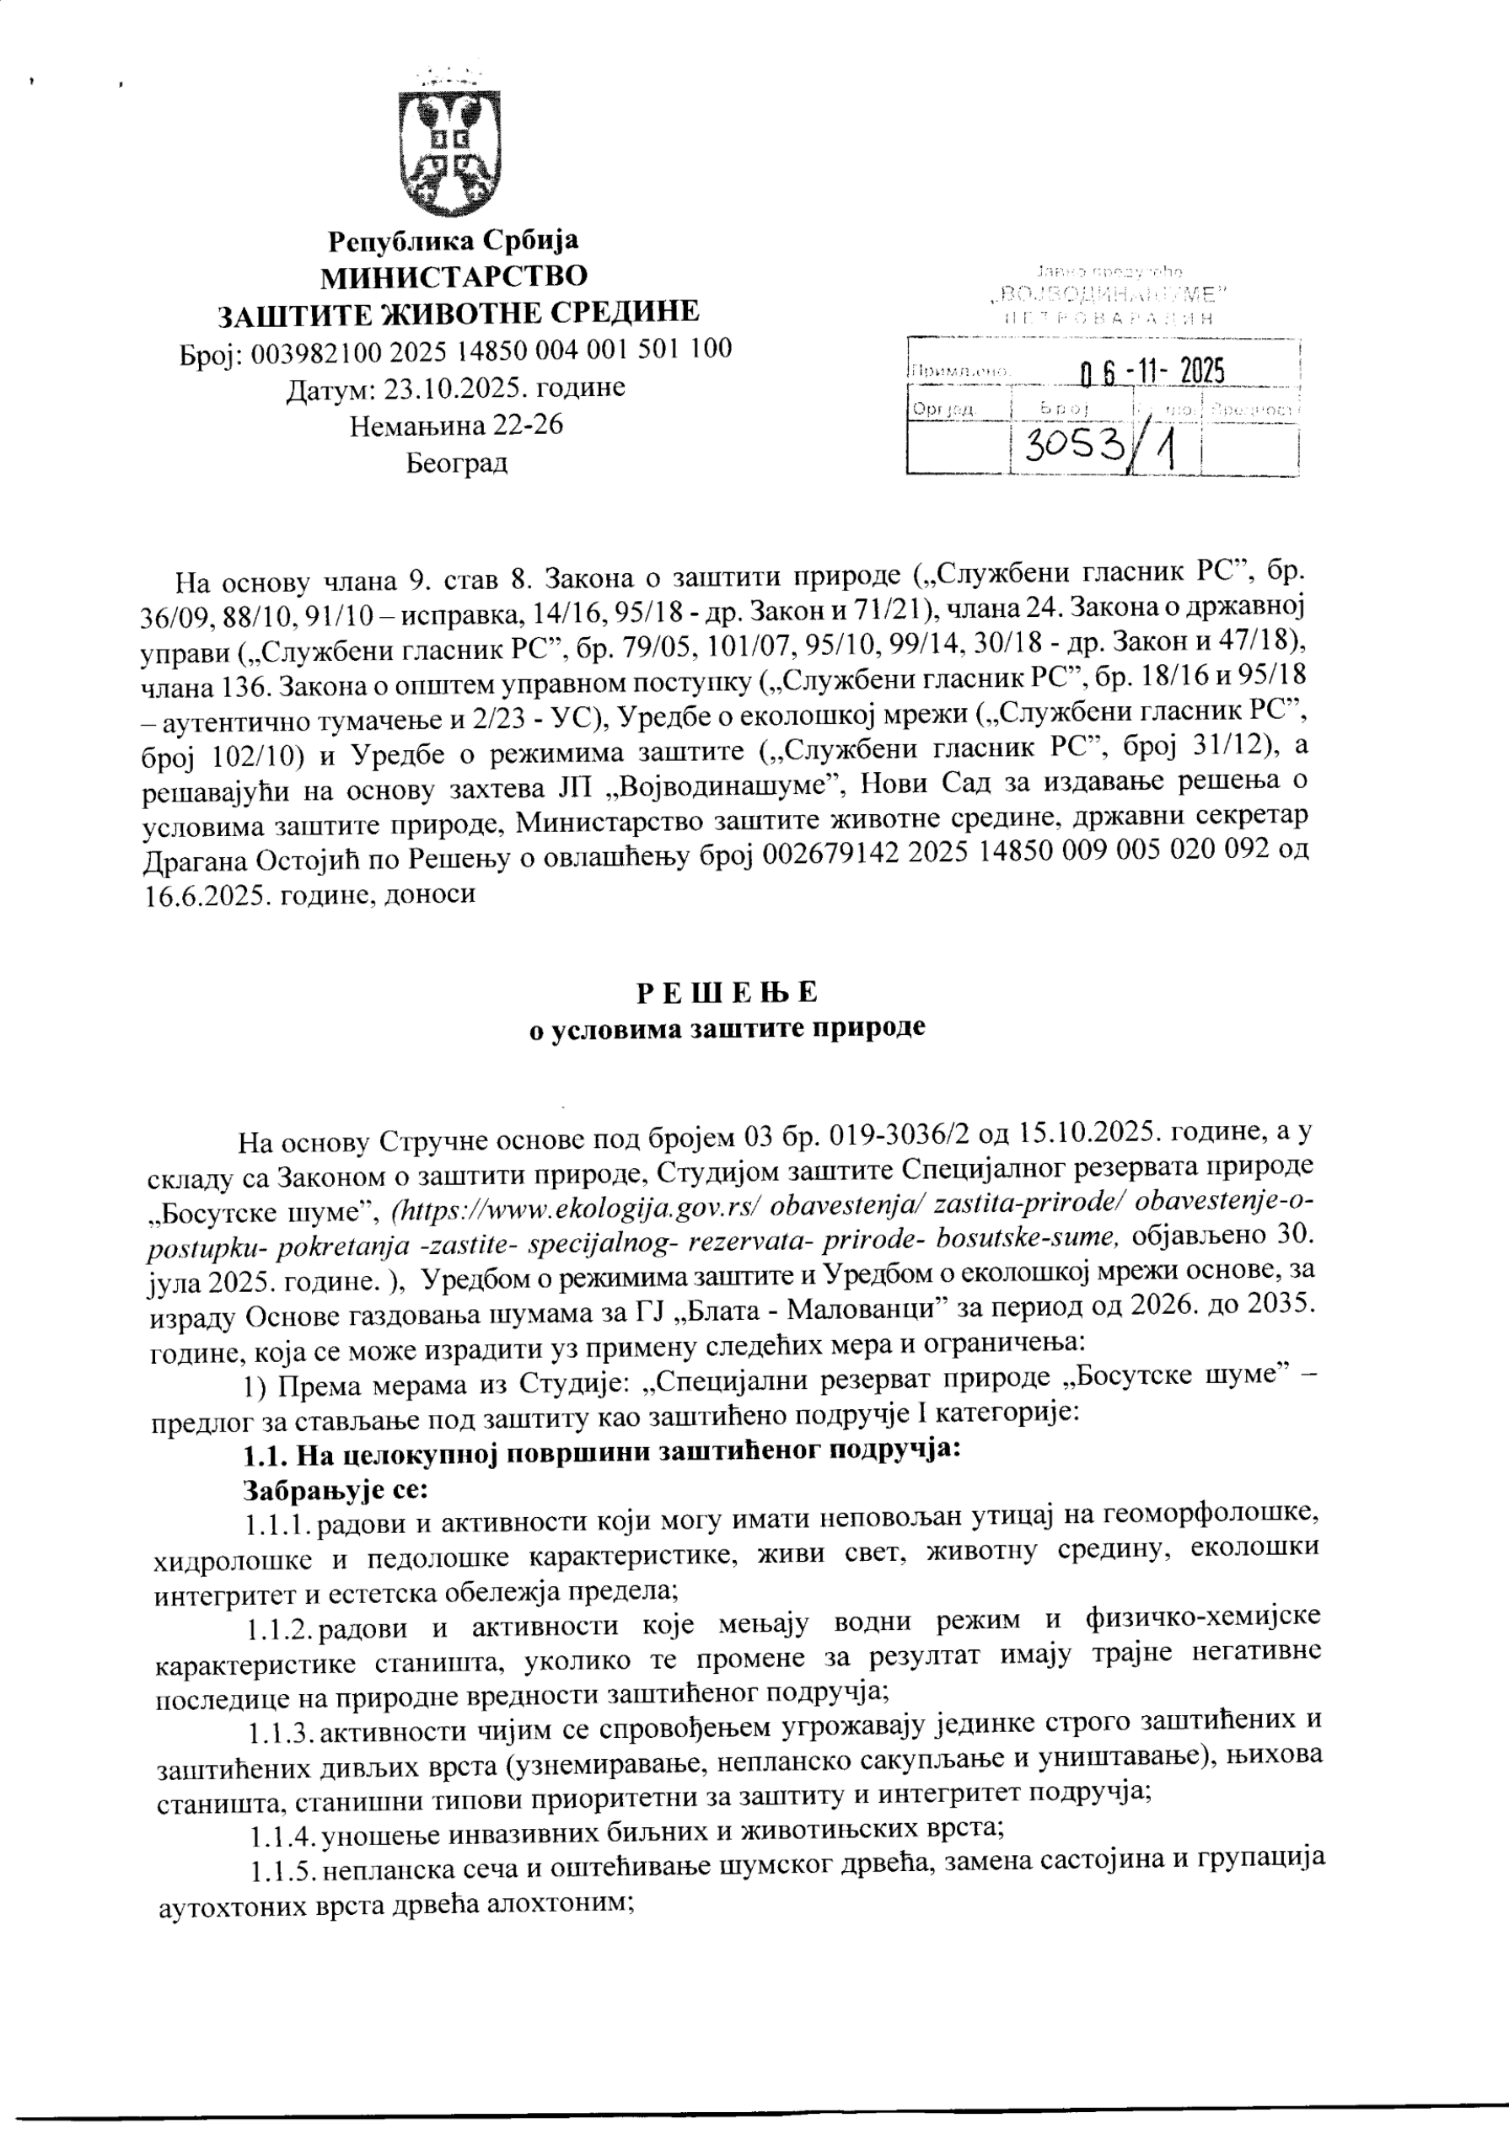 Република Србија
МИНИСТАРСТВО
ЗАШТИТЕ ЖИВОТНЕ СРЕДИНЕ
Број: 003982100 2025 14850 004 001 501 100
Датум: 23.10.2025. године
Немањина 22-26
Београд
Јавно предузеће
„ВОЈВОДИНАШУМЕ”
ПЕТРОВАРАДИН
Примљено: 06-11-2025
Орг.јед. Број
3053/1
На основу члана 9. став 8. Закона о заштити природе („Службени гласник РС”, бр.
36/09, 88/10, 91/10 – исправка, 14/16, 95/18 - др. Закон и 71/21), члана 24. Закона о државној
управи („Службени гласник РС”, бр. 79/05, 101/07, 95/10, 99/14, 30/18 - др. Закон и 47/18),
члана 136. Закона о општем управном поступку („Службени гласник РС”, бр. 18/16 и 95/18
– аутентично тумачење и 2/23 - УС), Уредбе о еколошкој мрежи („Службени гласник РС”,
број 102/10) и Уредбе о режимима заштите („Службени гласник РС”, број 31/12), а
решавајући на основу захтева ЈП „Војводинашуме”, Нови Сад за издавање решења о
условима заштите природе, Министарство заштите животне средине, државни секретар
Драгана Остојић по Решењу о овлашћењу број 002679142 2025 14850 009 005 020 092 од
16.6.2025. године, доноси
Р Е Ш Е Њ Е
о условима заштите природе
На основу Стручне основе под бројем 03 бр. 019-3036/2 од 15.10.2025. године, а у
складу са Законом о заштити природе, Студијом заштите Специјалног резервата природе
„Босутске шуме”, (https://www.ekologija.gov.rs/ obavestenja/ zastita-prirode/ obavestenje-o-
postupku- pokretanja -zastite- specijalnog- rezervata- prirode- bosutske-sume, објављено 30.
јула 2025. године. ), Уредбом о режимима заштите и Уредбом о еколошкој мрежи основе, за
израду Основе газдовања шумама за ГЈ „Блата - Малованци” за период од 2026. до 2035.
године, која се може израдити уз примену следећих мера и ограничења:
1) Према мерама из Студије: „Специјални резерват природе „Босутске шуме” –
предлог за стављање под заштиту као заштићено подручје I категорије:
1.1. На целокупној површини заштићеног подручја:
Забрањује се:
1.1.1. радови и активности који могу имати неповољан утицај на геоморфолошке,
хидролошке и педолошке карактеристике, живи свет, животну средину, еколошки
интегритет и естетска обележја предела;
1.1.2. радови и активности које мењају водни режим и физичко-хемијске
карактеристике станишта, уколико те промене за резултат имају трајне негативне
последице на природне вредности заштићеног подручја;
1.1.3. активности чијим се спровођењем угрожавају јединке строго заштићених и
заштићених дивљих врста (узнемиравање, непланско сакупљање и уништавање), њихова
станишта, станишни типови приоритетни за заштиту и интегритет подручја;
1.1.4. уношење инвазивних биљних и животињских врста;
1.1.5. непланска сеча и оштећивање шумског дрвећа, замена састојина и групација
аутохтоних врста дрвећа алохтоним;